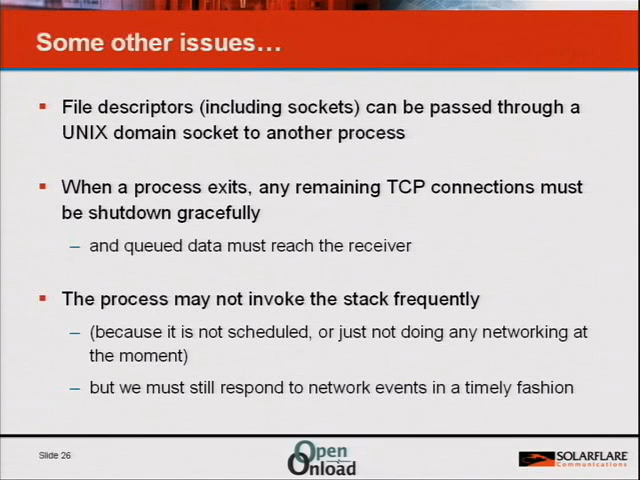 Some other issues…
▪ File descriptors (including sockets) can be passed through a
UNIX domain socket to another process
▪ When a process exits, any remaining TCP connections must
be shutdown gracefully
– and queued data must reach the receiver
▪ The process may not invoke the stack frequently
– (because it is not scheduled, or just not doing any networking at
the moment)
– but we must still respond to network events in a timely fashion
Slide 26
Open
Onload
SOLARFLARE
Communications